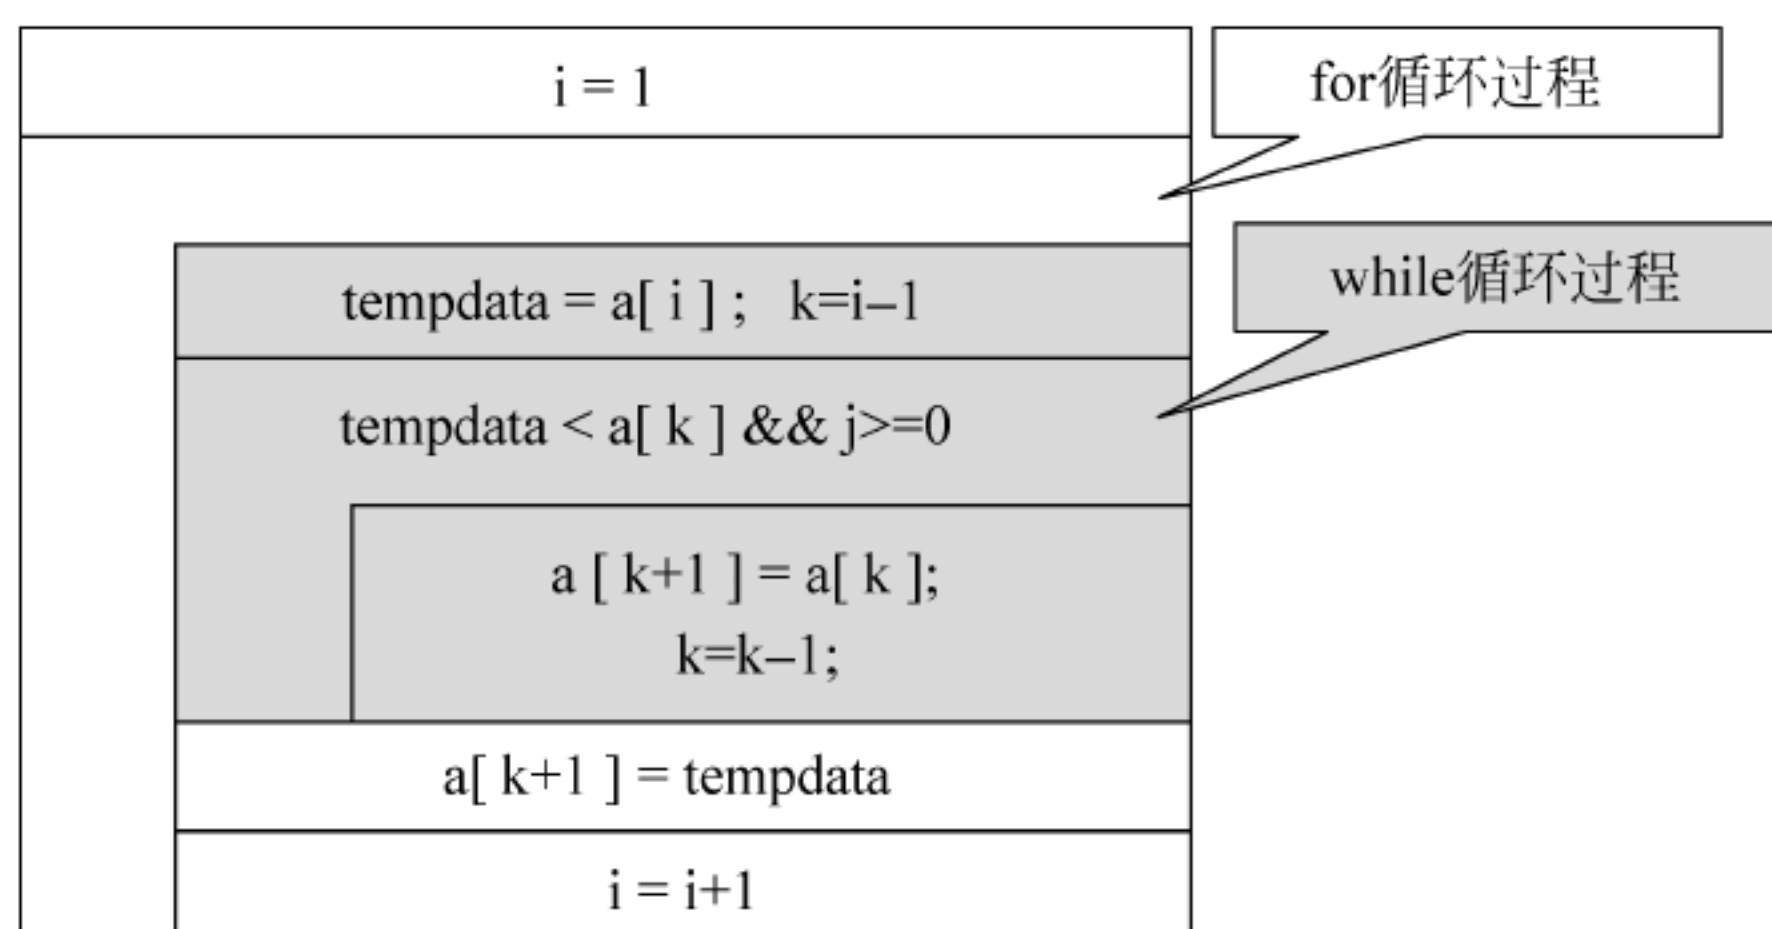 i = 1
for循环过程
tempdata = a[ i ] ;   k=i–1
while循环过程
tempdata < a[ k ] && j>=0
a [ k+1 ] = a[ k ];
k=k–1;
a[ k+1 ] = tempdata
i = i+1